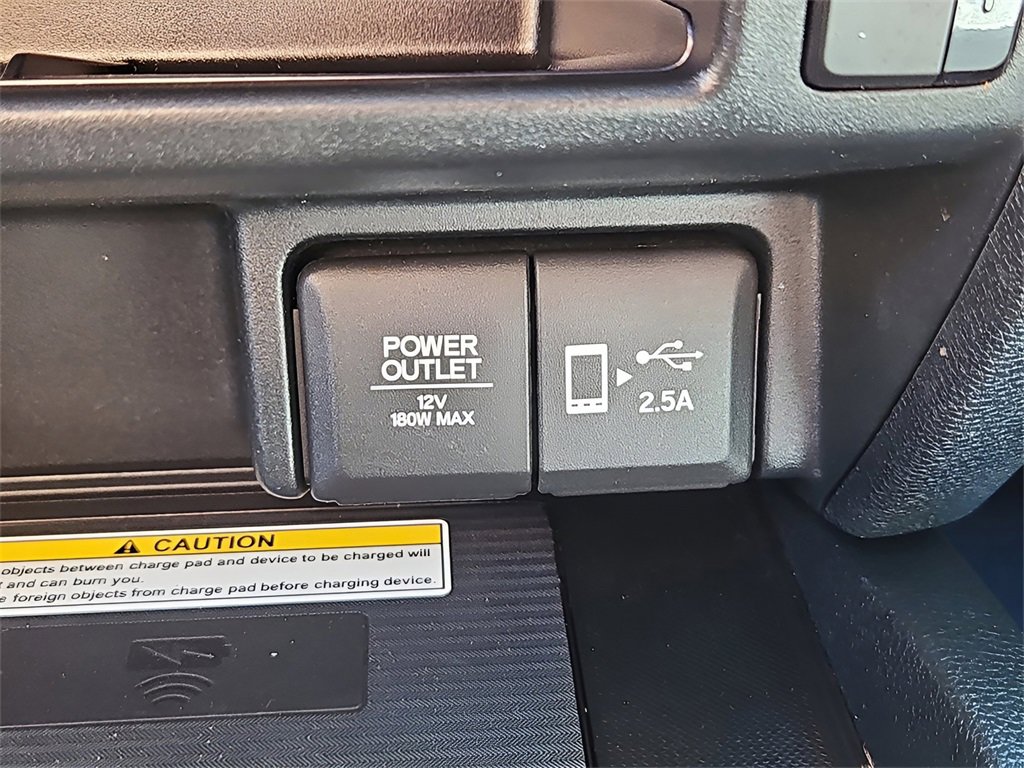 POWER
OUTLET
12V
180W MAX
2.5A
CAUTION
objects between charge pad and device to be charged will
and can burn you.
foreign objects from charge pad before charging device.